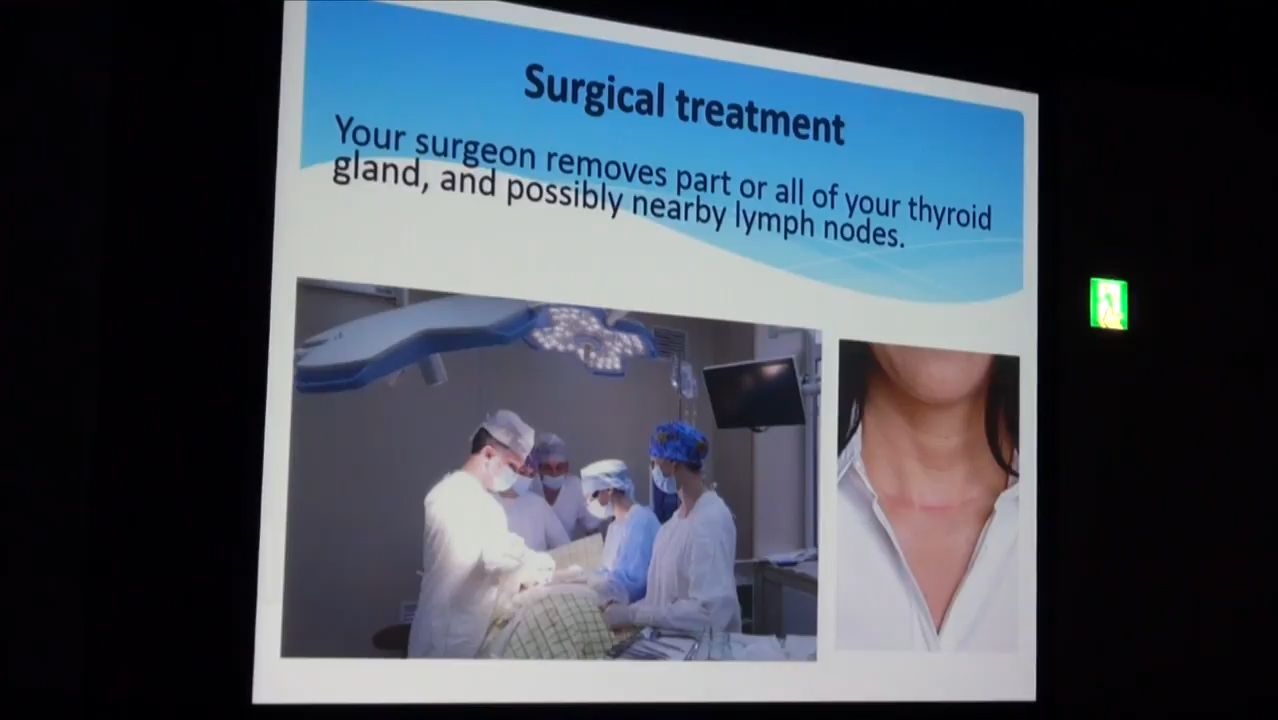 Surgical treatment
Your surgeon removes part or all of your thyroid
gland, and possibly nearby lymph nodes.